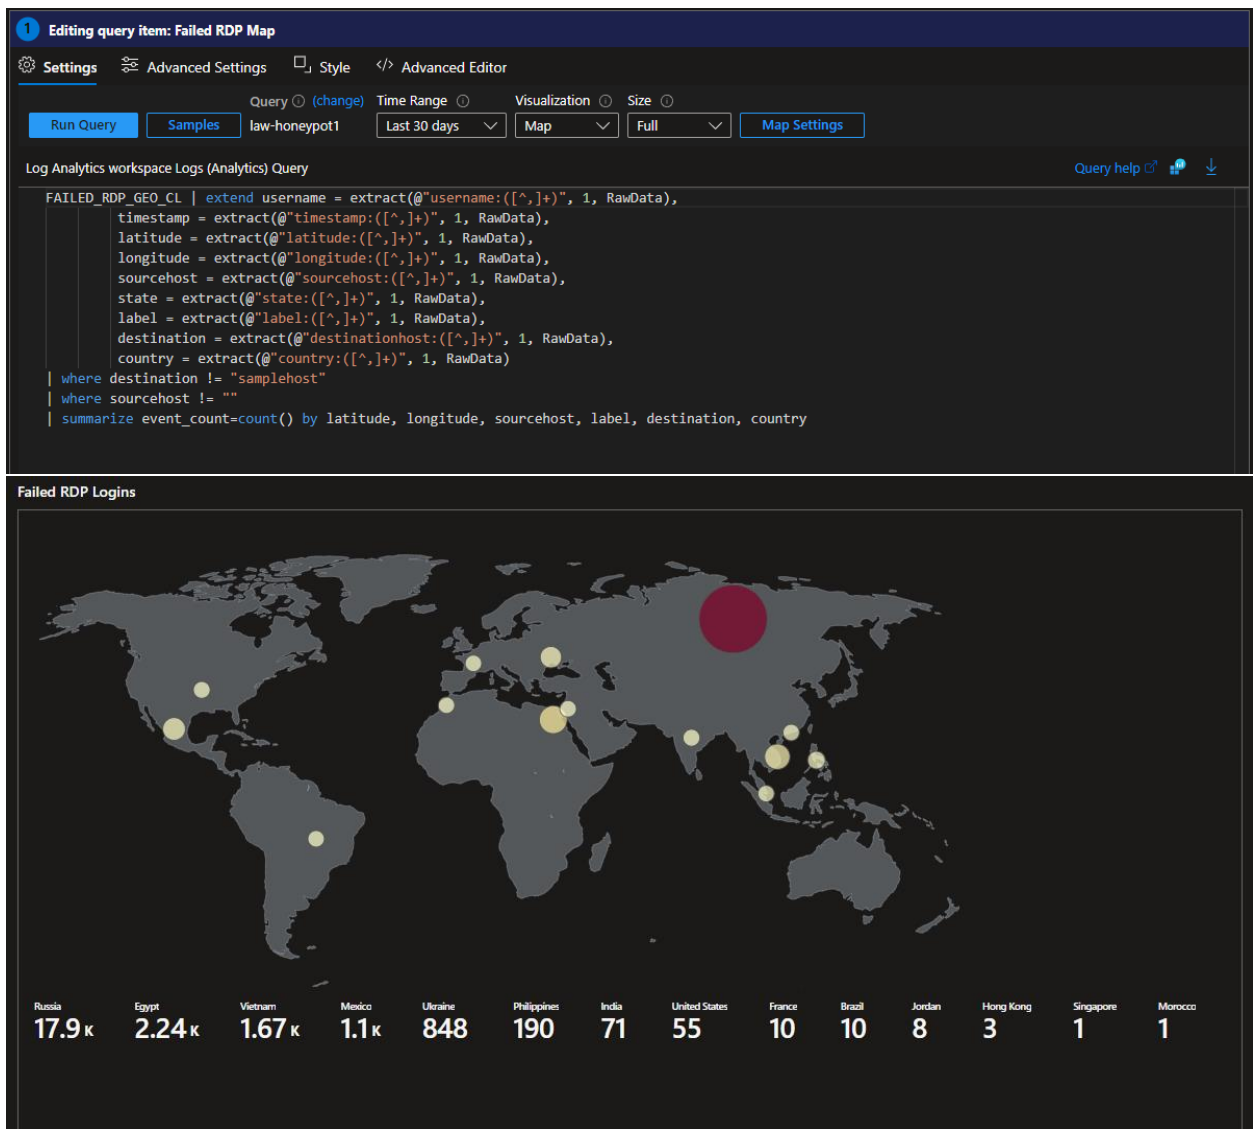 1 Editing query item: Failed RDP Map
Settings Advanced Settings Style </> Advanced Editor
Query (change) Time Range Visualization Size
Run Query Samples law-honeypot1 Last 30 days Map Full Map Settings
Log Analytics workspace Logs (Analytics) Query Query help
FAILED_RDP_GEO_CL | extend username = extract(@"username:([^,]+)", 1, RawData),
timestamp = extract(@"timestamp:([^,]+)", 1, RawData),
latitude = extract(@"latitude:([^,]+)", 1, RawData),
longitude = extract(@"longitude:([^,]+)", 1, RawData),
sourcehost = extract(@"sourcehost:([^,]+)", 1, RawData),
state = extract(@"state:([^,]+)", 1, RawData),
label = extract(@"label:([^,]+)", 1, RawData),
destination = extract(@"destinationhost:([^,]+)", 1, RawData),
country = extract(@"country:([^,]+)", 1, RawData)
| where destination != "samplehost"
| where sourcehost != ""
| summarize event_count=count() by latitude, longitude, sourcehost, label, destination, country
Failed RDP Logins
Russia Egypt Vietnam Mexico Ukraine Philippines India United States France Brazil Jordan Hong Kong Singapore Morocco
17.9 K 2.24 K 1.67 K 1.1 K 848 190 71 55 10 10 8 3 1 1